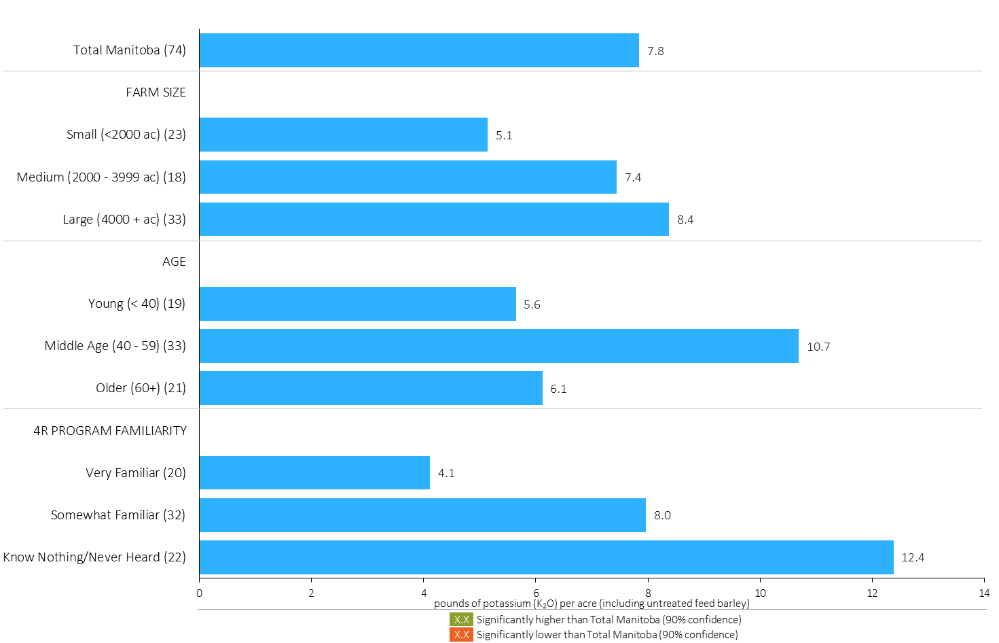 Total Manitoba (74)
7.8
FARM SIZE
Small (<2000 ac) (23)
5.1
Medium (2000 - 3999 ac) (18)
7.4
Large (4000 + ac) (33)
8.4
AGE
Young (< 40) (19)
5.6
Middle Age (40 - 59) (33)
10.7
Older (60+) (21)
6.1
4R PROGRAM FAMILIARITY
Very Familiar (20)
4.1
Somewhat Familiar (32)
8.0
Know Nothing/Never Heard (22)
12.4
0 2 4 6 8 10 12 14
pounds of potassium (K₂O) per acre (including untreated feed barley)
X.X Significantly higher than Total Manitoba (90% confidence)
X.X Significantly lower than Total Manitoba (90% confidence)